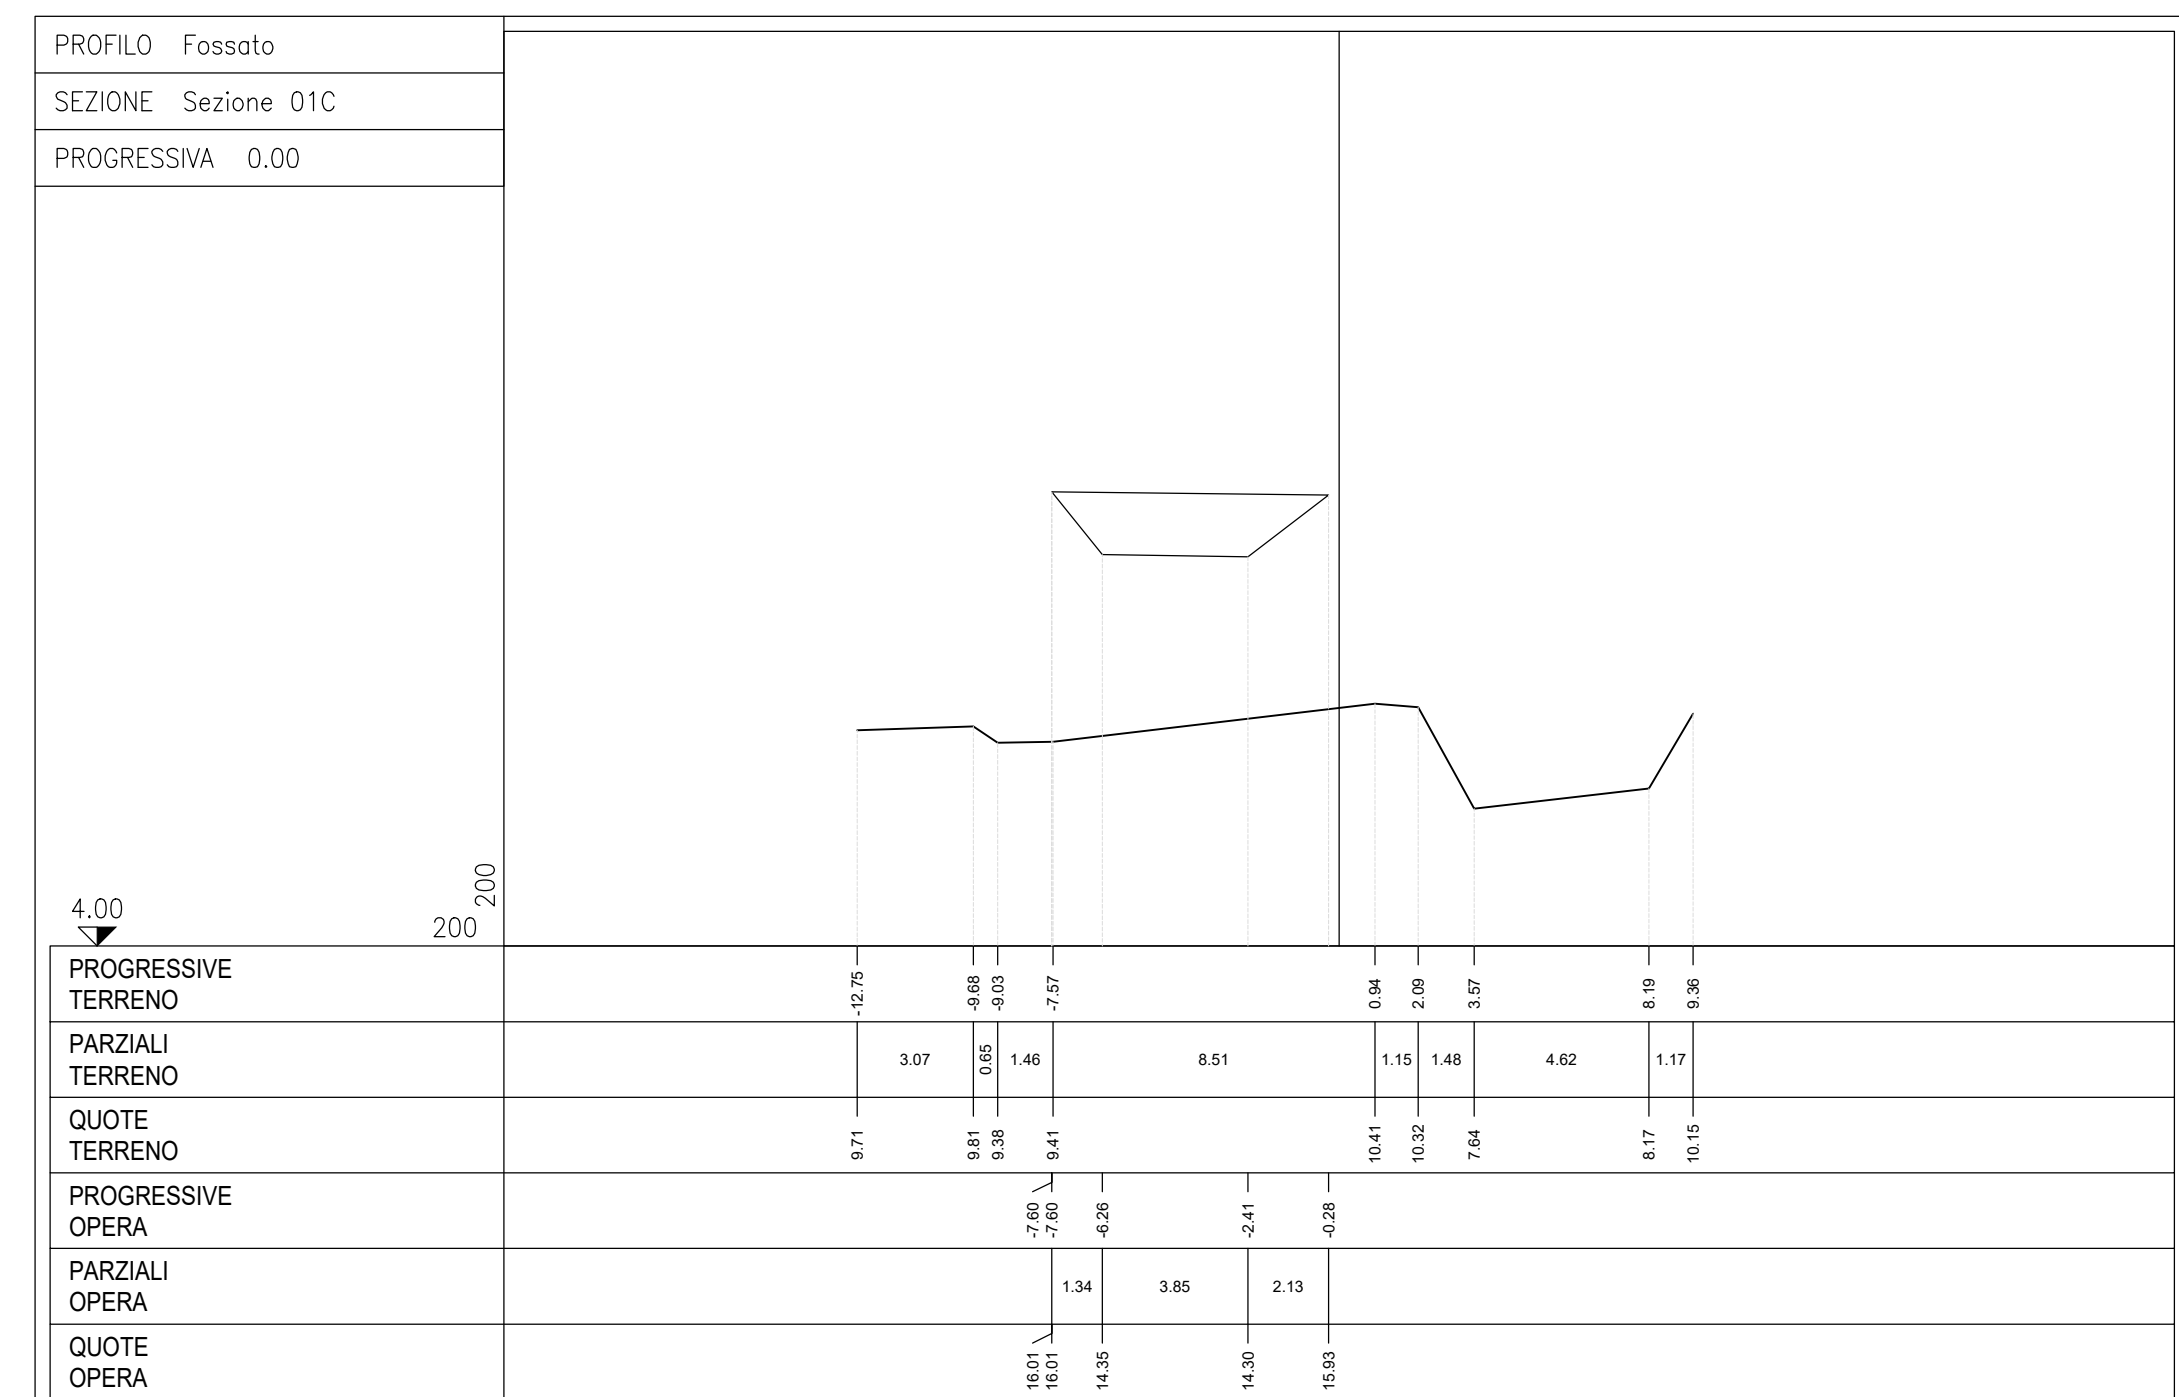 PROFILO Fossato
SEZIONE Sezione 01C
PROGRESSIVA 0.00
200
4.00
200
PROGRESSIVE
TERRENO
-12.75 -9.68 -9.03 -7.57 0.94 2.09 3.57 8.19 9.36
PARZIALI
TERRENO
3.07 0.65 1.46 8.51 1.15 1.48 4.62 1.17
QUOTE
TERRENO
9.71 9.81 9.38 9.41 10.41 10.32 7.64 8.17 10.15
PROGRESSIVE
OPERA
-7.60 -7.60 -6.26 -2.41 -0.28
PARZIALI
OPERA
1.34 3.85 2.13
QUOTE
OPERA
16.01 16.01 14.35 14.30 15.93